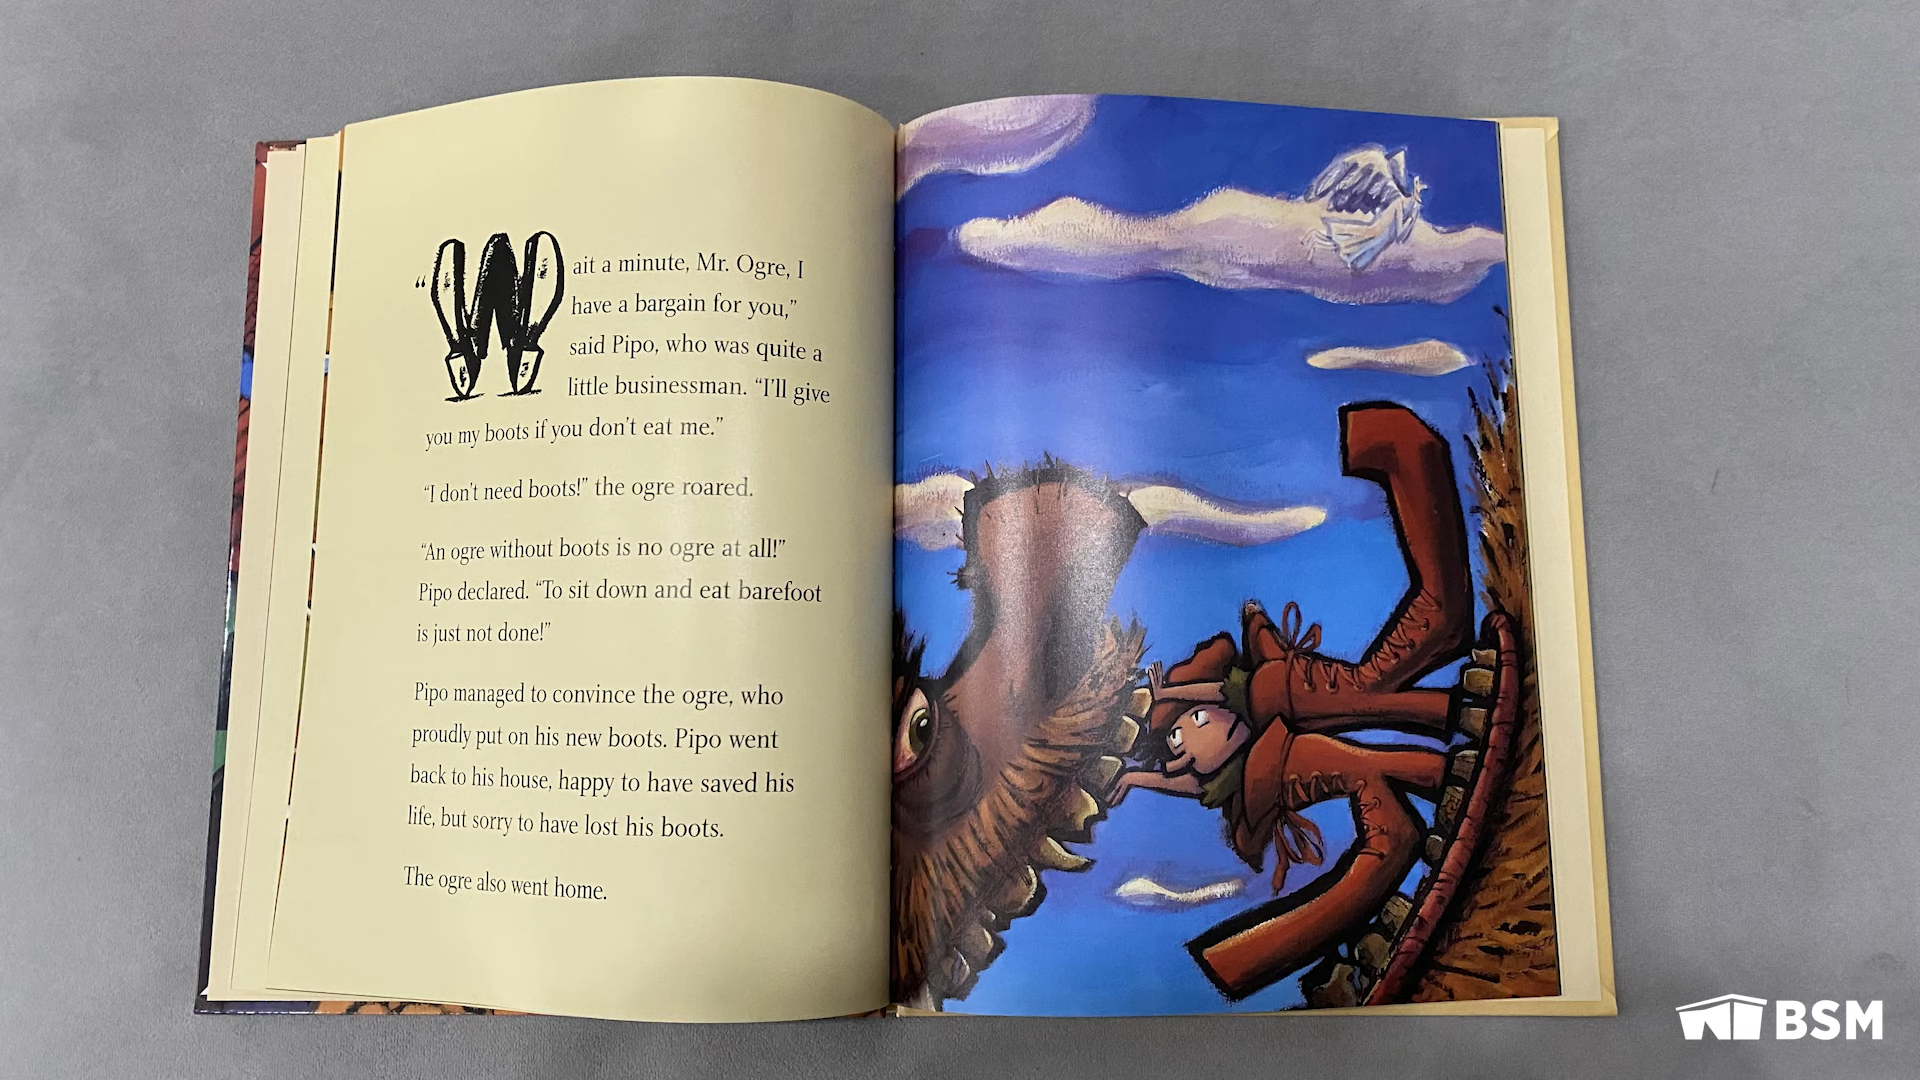 “Wait a minute, Mr. Ogre, I
have a bargain for you,”
said Pipo, who was quite a
little businessman. “I’ll give
you my boots if you don’t eat me.”
“I don’t need boots!” the ogre roared.
“An ogre without boots is no ogre at all!”
Pipo declared. “To sit down and eat barefoot
is just not done!”
Pipo managed to convince the ogre, who
proudly put on his new boots. Pipo went
back to his house, happy to have saved his
life, but sorry to have lost his boots.
The ogre also went home.
BSM